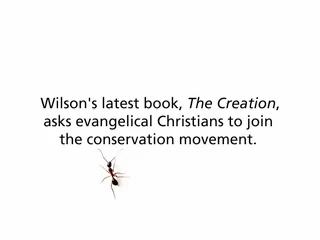 Wilson's latest book, The Creation,
asks evangelical Christians to join
the conservation movement.